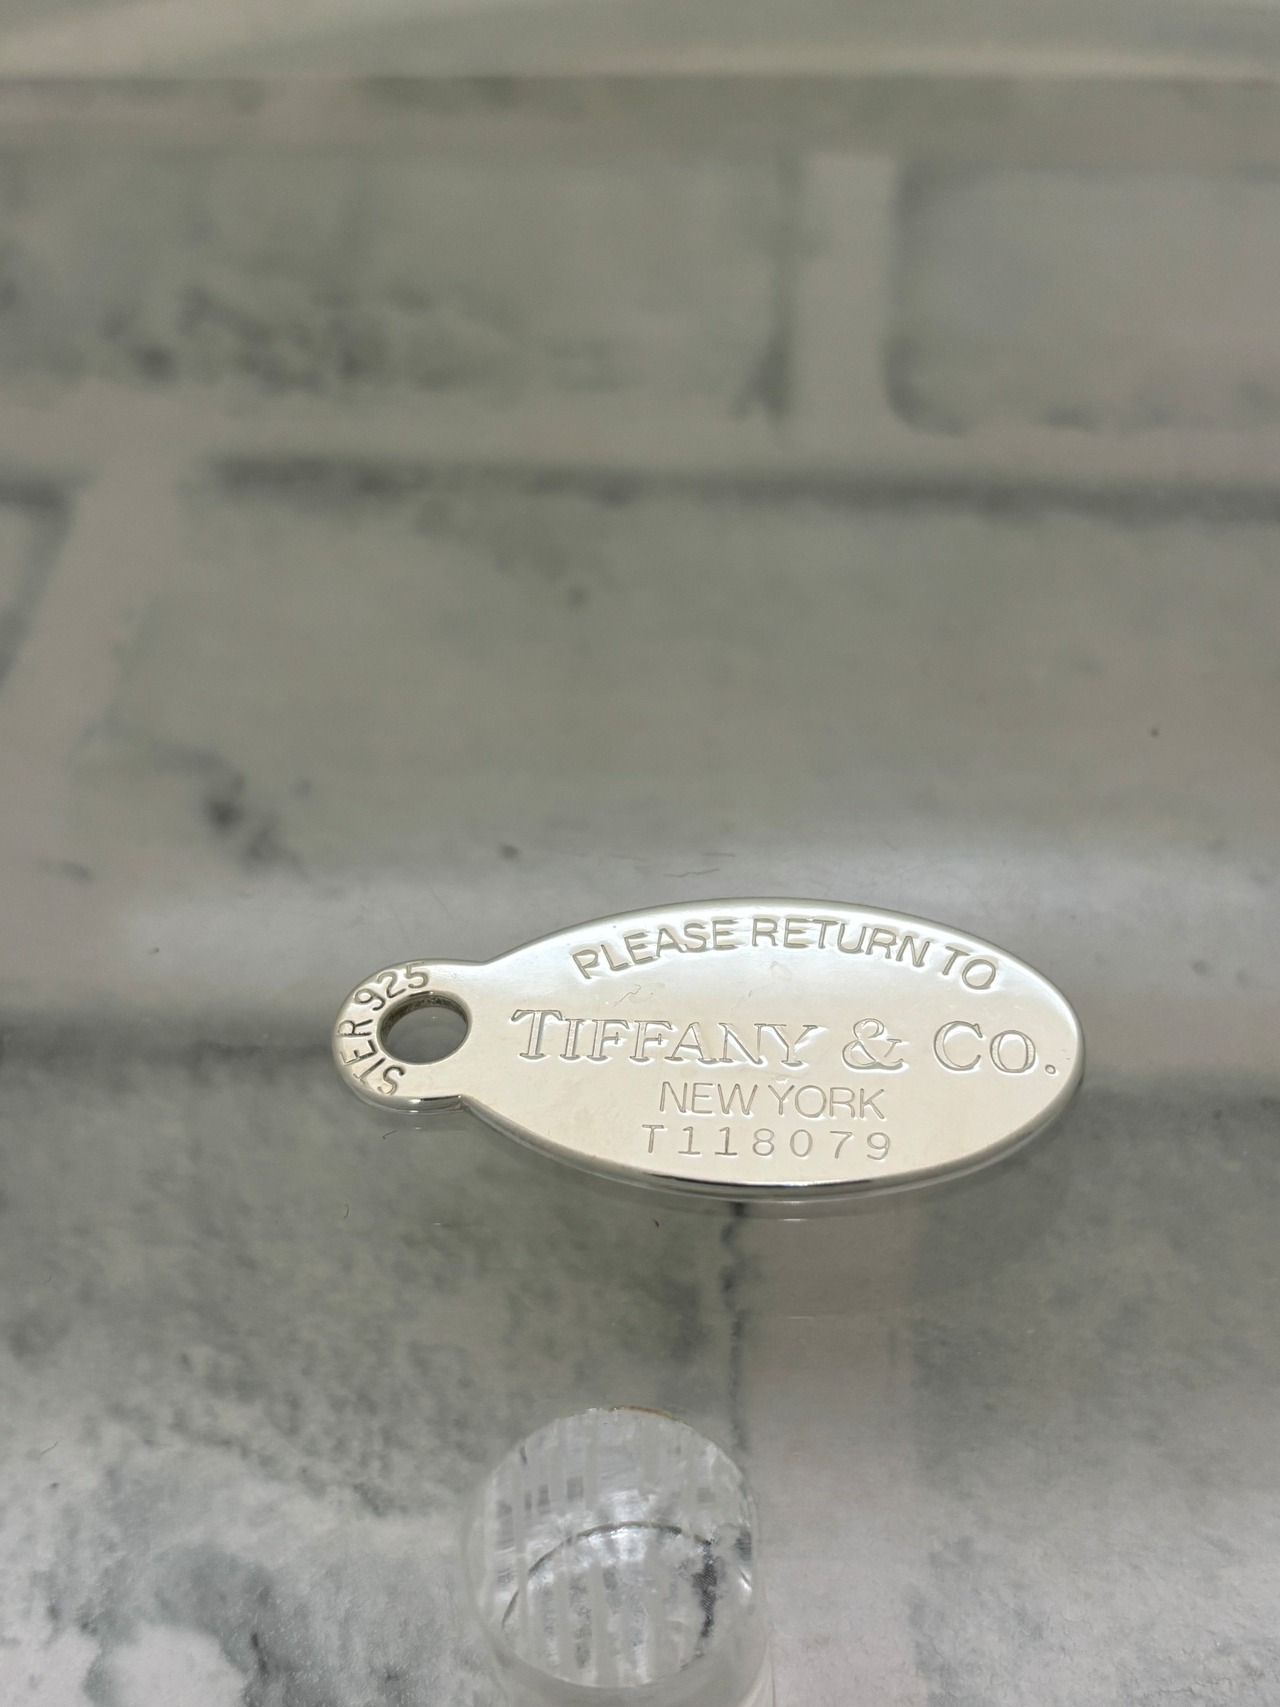 STER 925
PLEASE RETURN TO
TIFFANY & CO.
NEW YORK
T118079